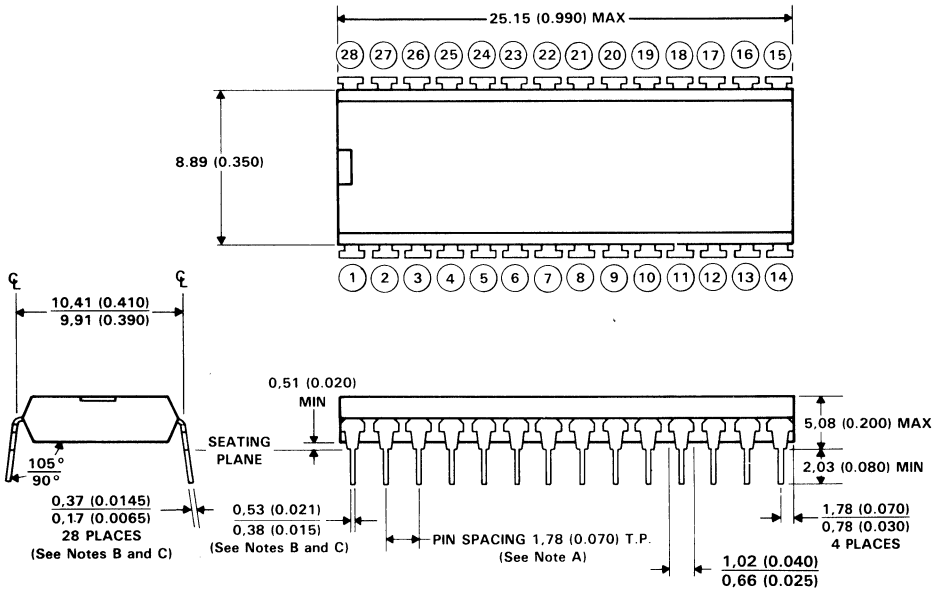 25.15 (0.990) MAX
28 27 26 25 24 23 22 21 20 19 18 17 16 15
8.89 (0.350)
1 2 3 4 5 6 7 8 9 10 11 12 13 14
℄ ℄
10,41 (0.410)
9,91 (0.390)
0,51 (0.020)
MIN
5,08 (0.200) MAX
SEATING
PLANE
2,03 (0.080) MIN
105°
90°
0,37 (0.0145)
0,17 (0.0065)
28 PLACES
(See Notes B and C)
0,53 (0.021)
0,38 (0.015)
(See Notes B and C)
PIN SPACING 1,78 (0.070) T.P.
(See Note A)
1,78 (0.070)
0,78 (0.030)
4 PLACES
1,02 (0.040)
0,66 (0.025)